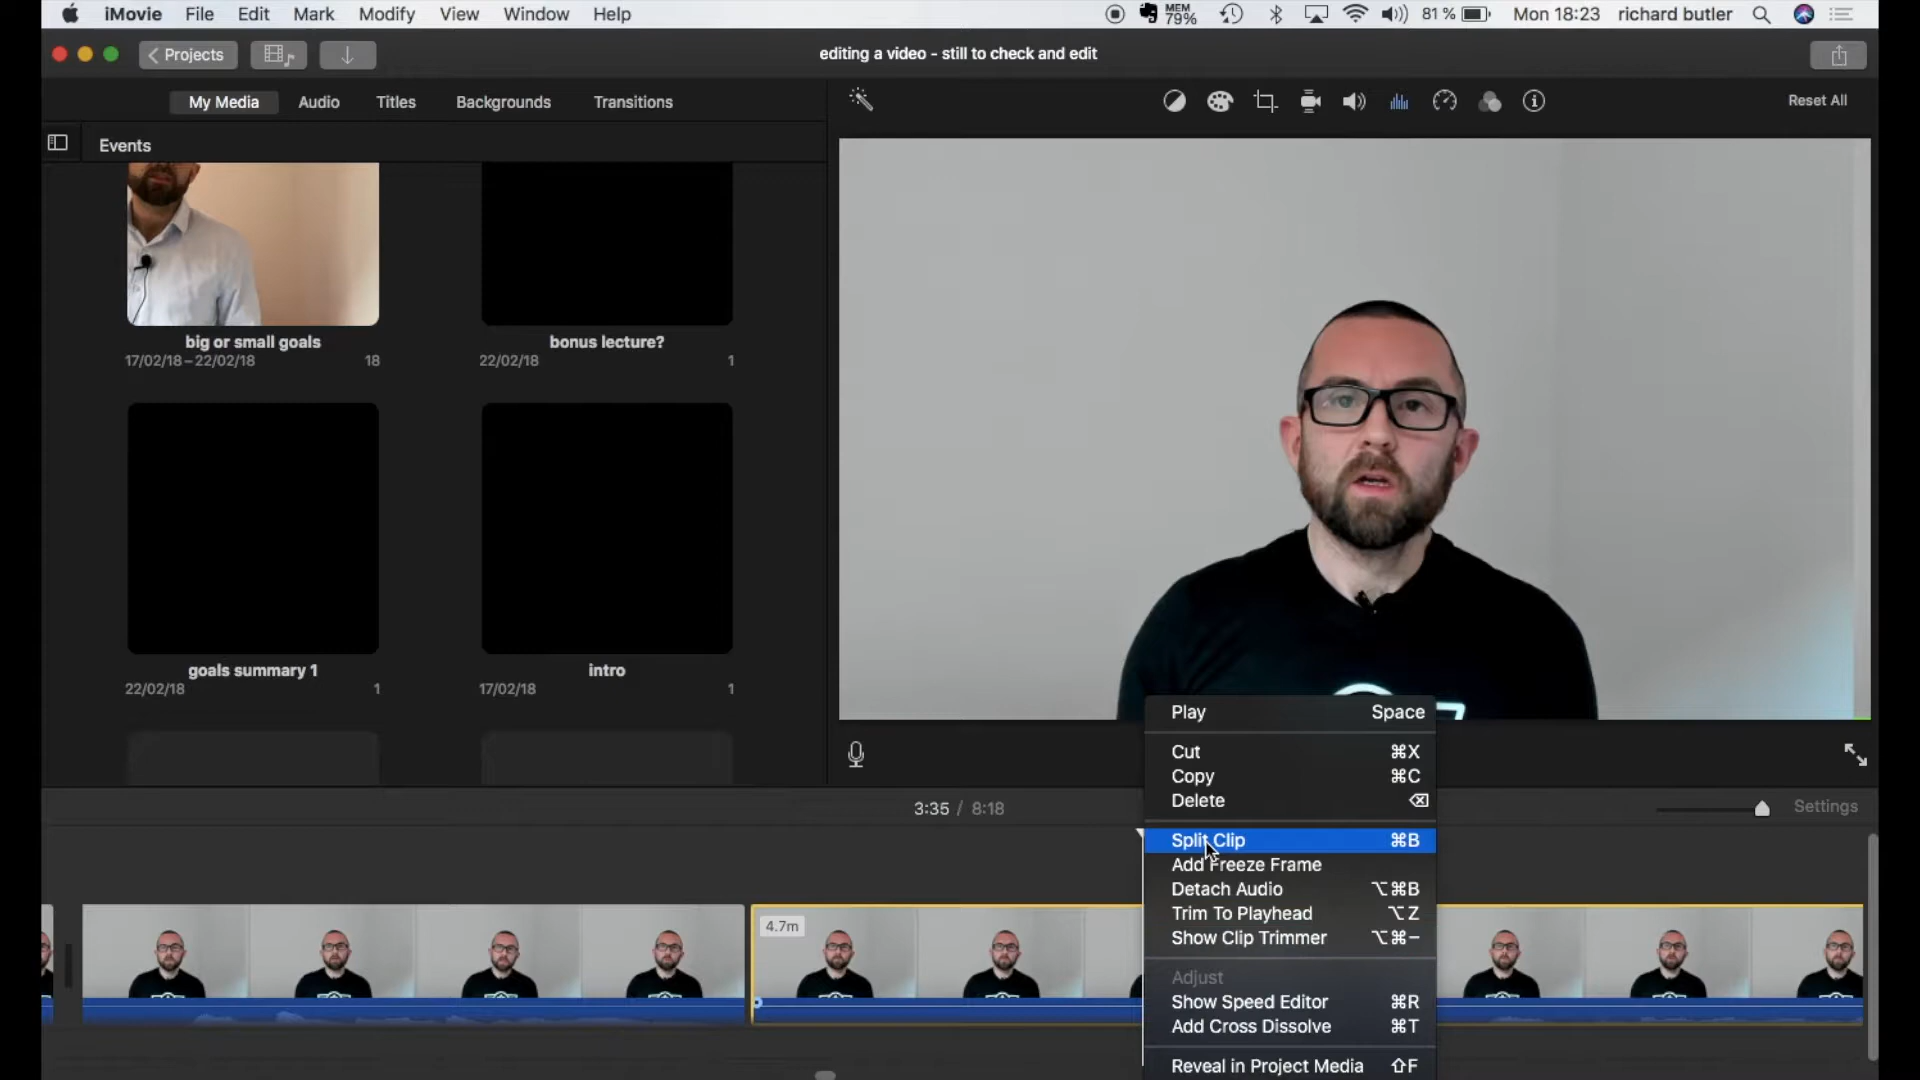 iMovie File Edit Mark Modify View Window Help MEM 79% 81% Mon 18:23 richard butler
Projects editing a video - still to check and edit
My Media Audio Titles Backgrounds Transitions Reset All
Events
big or small goals
17/02/18 – 22/02/18 18
bonus lecture?
22/02/18 1
goals summary 1
22/02/18 1
intro
17/02/18 1
3:35 / 8:18 Settings
4.7m
Play Space
Cut ⌘X
Copy ⌘C
Delete ⌫
Split Clip ⌘B
Add Freeze Frame
Detach Audio ⌥⌘B
Trim To Playhead ⌥Z
Show Clip Trimmer ⌥⌘–
Adjust
Show Speed Editor ⌘R
Add Cross Dissolve ⌘T
Reveal in Project Media ⇧F